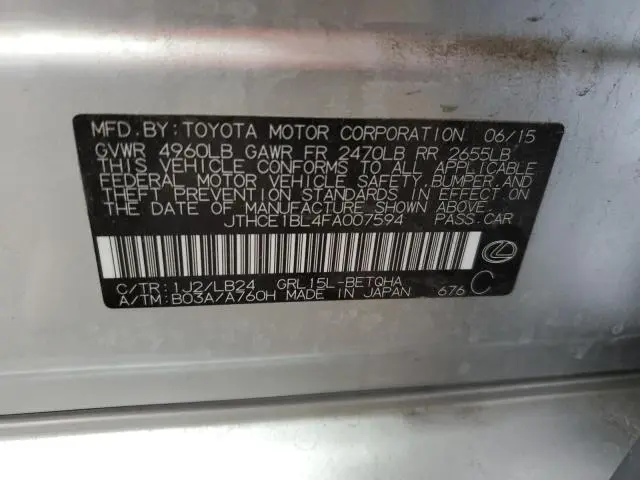 MFD. BY: TOYOTA MOTOR CORPORATION 06/15
GVWR 4960LB GAWR FR 2470LB RR 2655LB
THIS VEHICLE CONFORMS TO ALL APPLICABLE
FEDERAL MOTOR VEHICLE SAFETY, BUMPER, AND
THEFT PREVENTION STANDARDS IN EFFECT ON
THE DATE OF MANUFACTURE SHOWN ABOVE.
JTHCE1BL4FA007594 PASS. CAR
C/TR: 1J2/LB24 GRL15L-BETQHA
A/TM: B03A/A760H MADE IN JAPAN 676 C